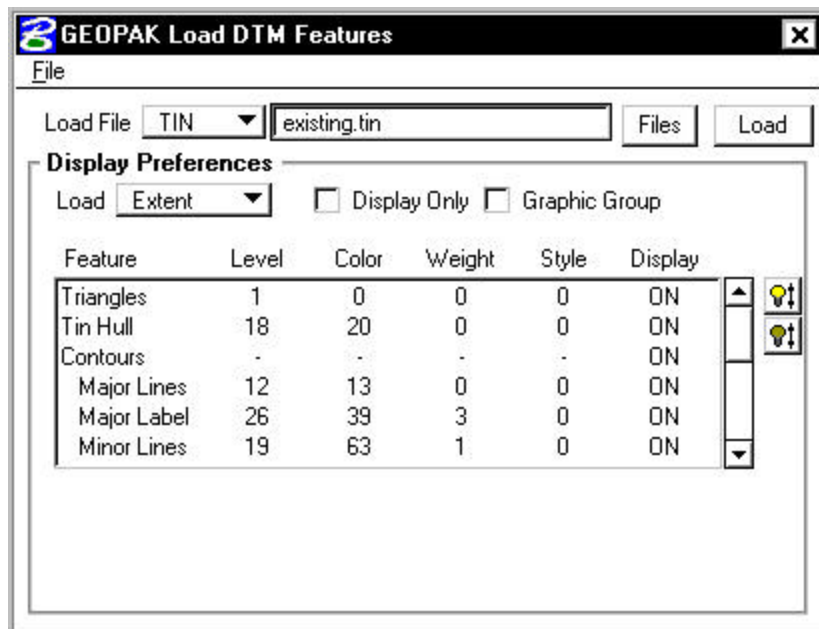 GEOPAK Load DTM Features
File
Load File TIN existing.tin Files Load
Display Preferences
Load Extent Display Only Graphic Group
Feature Level Color Weight Style Display
Triangles 1 0 0 0 ON
Tin Hull 18 20 0 0 ON
Contours - - - - ON
Major Lines 12 13 0 0 ON
Major Label 26 39 3 0 ON
Minor Lines 19 63 1 0 ON